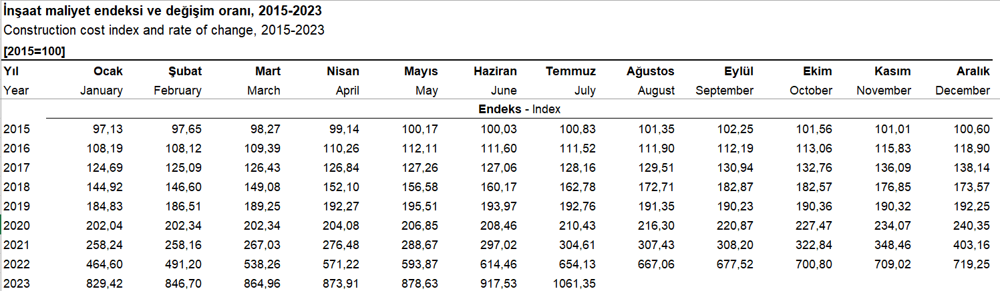 İnşaat maliyet endeksi ve değişim oranı, 2015-2023
Construction cost index and rate of change, 2015-2023
[2015=100]
Yıl Ocak Şubat Mart Nisan Mayıs Haziran Temmuz Ağustos Eylül Ekim Kasım Aralık
Year January February March April May June July August September October November December
Endeks - Index
2015 97,13 97,65 98,27 99,14 100,17 100,03 100,83 101,35 102,25 101,56 101,01 100,60
2016 108,19 108,12 109,39 110,26 112,11 111,60 111,52 111,90 112,19 113,06 115,83 118,90
2017 124,69 125,09 126,43 126,84 127,26 127,06 128,16 129,51 130,94 132,76 136,09 138,14
2018 144,92 146,60 149,08 152,10 156,58 160,17 162,78 172,71 182,87 182,57 176,85 173,57
2019 184,83 186,51 189,25 192,27 195,51 193,97 192,76 191,35 190,23 190,36 190,32 192,25
2020 202,04 202,34 202,34 204,08 206,85 208,46 210,43 216,30 220,87 227,47 234,07 240,35
2021 258,24 258,16 267,03 276,48 288,67 297,02 304,61 307,43 308,20 322,84 348,46 403,16
2022 464,60 491,20 538,26 571,22 593,87 614,46 654,13 667,06 677,52 700,80 709,02 719,25
2023 829,42 846,70 864,96 873,91 878,63 917,53 1061,35